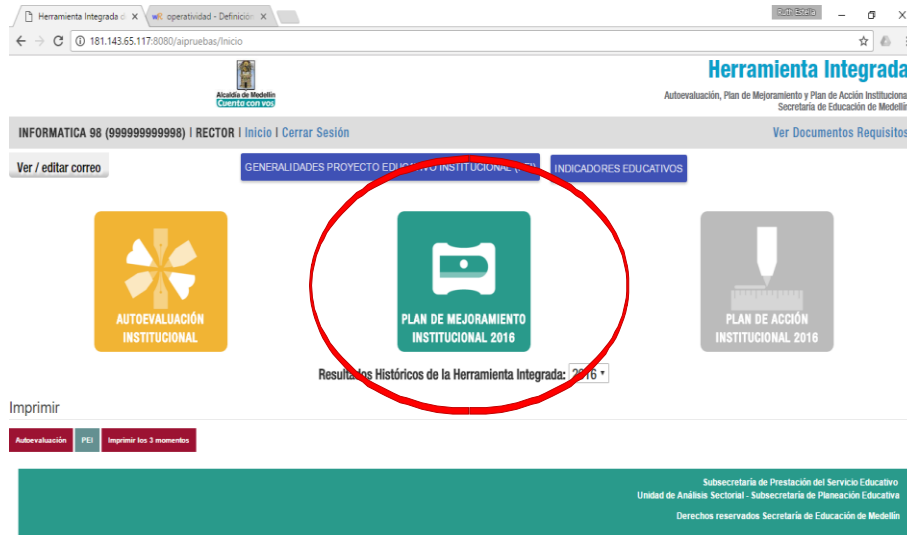 Herramienta Integrada d
operatividad - Definición
Ruth Estella
181.143.65.117:8080/aipruebas/Inicio
Alcaldía de Medellín
Cuenta con vos
Herramienta Integrada
Autoevaluación, Plan de Mejoramiento y Plan de Acción Instituciona
Secretaría de Educación de Medellín
INFORMATICA 98 (999999999998) | RECTOR | Inicio | Cerrar Sesión
Ver Documentos Requisitos
Ver / editar correo
GENERALIDADES PROYECTO EDUCATIVO INSTITUCIONAL (PEI)
INDICADORES EDUCATIVOS
AUTOEVALUACIÓN
INSTITUCIONAL
PLAN DE MEJORAMIENTO
INSTITUCIONAL 2016
PLAN DE ACCIÓN
INSTITUCIONAL 2016
Resultados Históricos de la Herramienta Integrada: 2016
Imprimir
Autoevaluación
PEI
Imprimir los 3 momentos
Subsecretaría de Prestación del Servicio Educativo
Unidad de Análisis Sectorial - Subsecretaría de Planeación Educativa
Derechos reservados Secretaría de Educación de Medellín